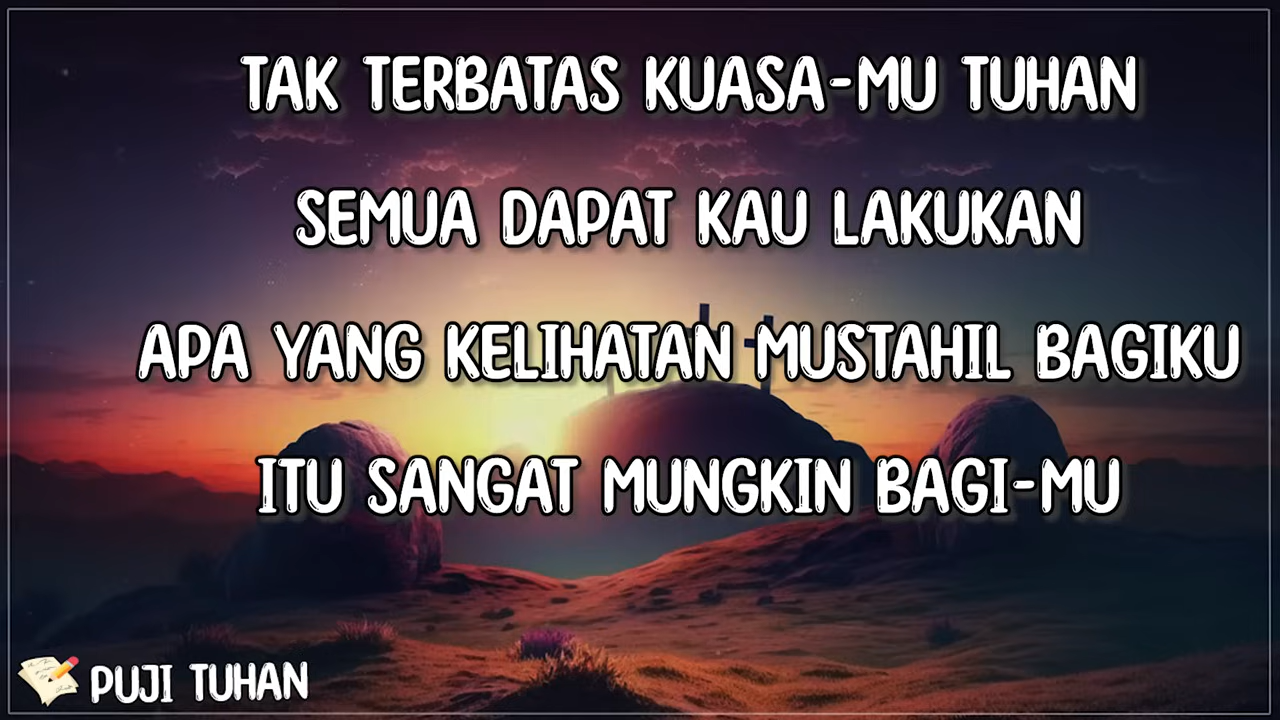 TAK TERBATAS KUASA-MU TUHAN
SEMUA DAPAT KAU LAKUKAN
APA YANG KELIHATAN MUSTAHIL BAGIKU
ITU SANGAT MUNGKIN BAGI-MU
PUJI TUHAN